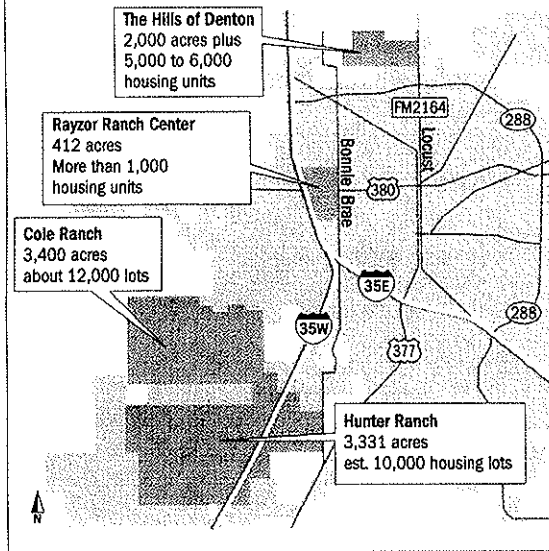 The Hills of Denton
2,000 acres plus
5,000 to 6,000
housing units
FM2164
288
Rayzor Ranch Center
412 acres
More than 1,000
housing units
Bonnie Brae
Locust
380
Cole Ranch
3,400 acres
about 12,000 lots
35E
35W
288
377
Hunter Ranch
3,331 acres
est. 10,000 housing lots
N